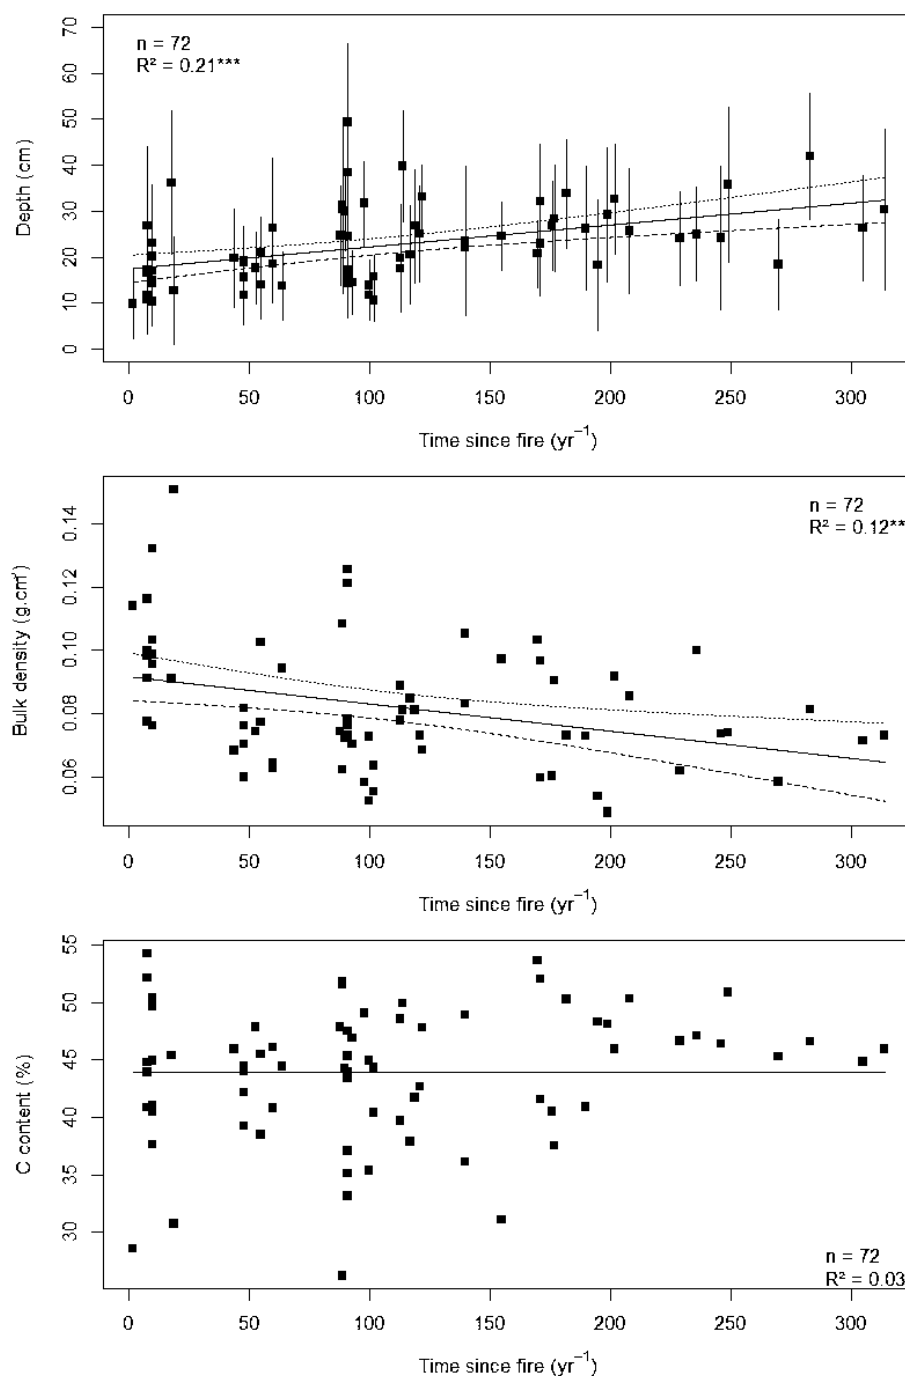 n = 72
R² = 0.21***
Depth (cm)
70
60
50
40
30
20
10
0
0 50 100 150 200 250 300
Time since fire (yr⁻¹)
n = 72
R² = 0.12**
Bulk density (g.cm
0.14
0.12
0.10
0.08
0.06
0 50 100 150 200 250 300
Time since fire (yr⁻¹)
C content (%)
55
50
45
40
35
30
n = 72
R² = 0.03
0 50 100 150 200 250 300
Time since fire (yr⁻¹)